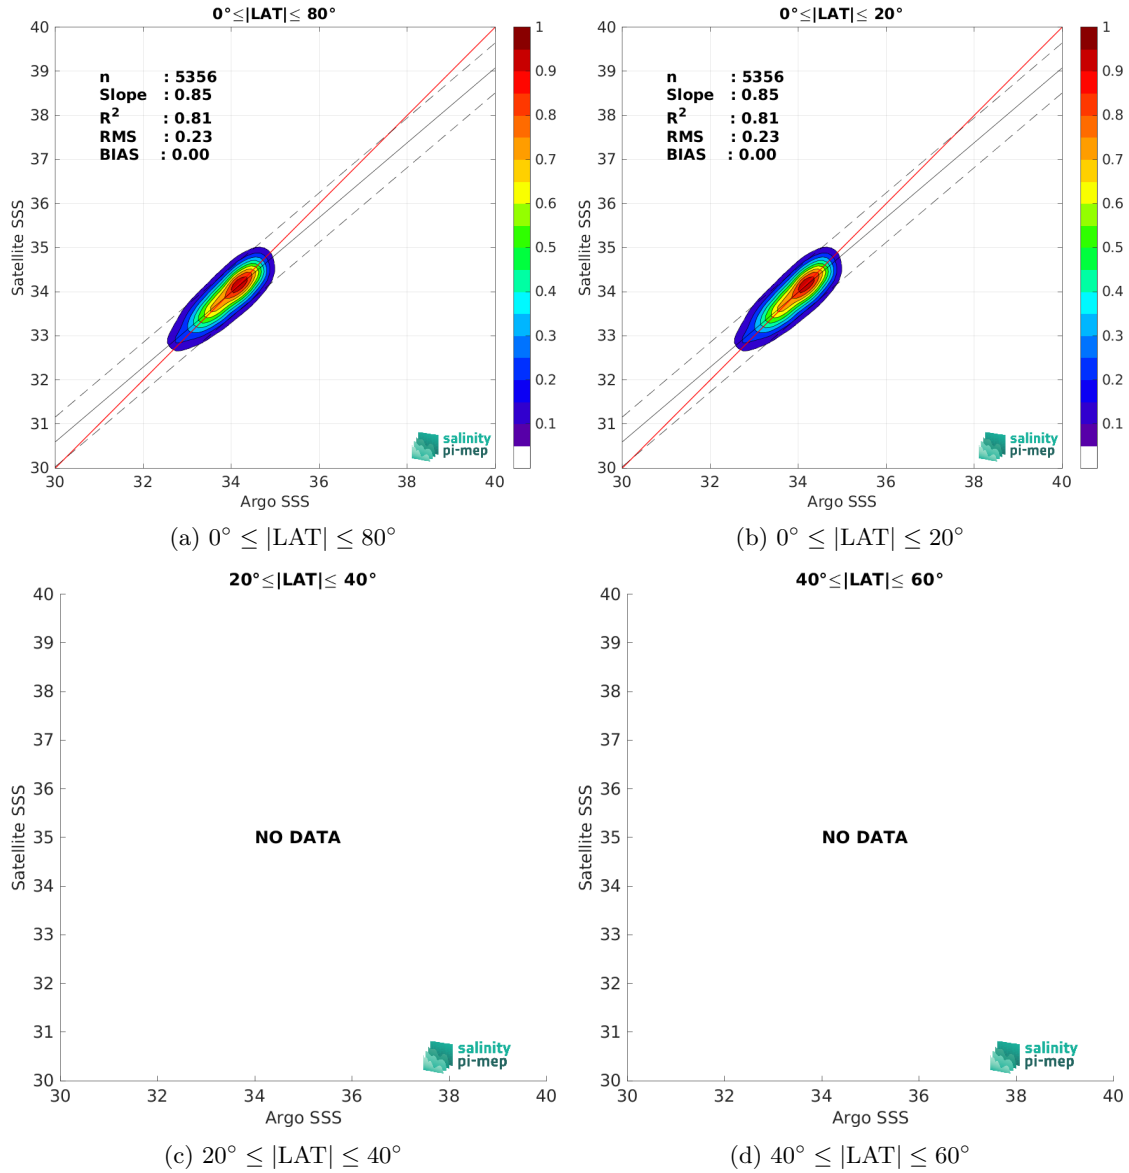 0°≤|LAT|≤ 80°
40
39
38
37
36
35
34
33
32
31
30
Satellite SSS
n : 5356
Slope : 0.85
R² : 0.81
RMS : 0.23
BIAS : 0.00
salinity
pi-mep
30 32 34 36 38 40
Argo SSS
1
0.9
0.8
0.7
0.6
0.5
0.4
0.3
0.2
0.1
(a) 0° ≤ |LAT| ≤ 80°
0°≤|LAT|≤ 20°
40
39
38
37
36
35
34
33
32
31
30
Satellite SSS
n : 5356
Slope : 0.85
R² : 0.81
RMS : 0.23
BIAS : 0.00
salinity
pi-mep
30 32 34 36 38 40
Argo SSS
1
0.9
0.8
0.7
0.6
0.5
0.4
0.3
0.2
0.1
(b) 0° ≤ |LAT| ≤ 20°
20°≤|LAT|≤ 40°
40
39
38
37
36
35
34
33
32
31
30
Satellite SSS
NO DATA
salinity
pi-mep
30 32 34 36 38 40
Argo SSS
(c) 20° ≤ |LAT| ≤ 40°
40°≤|LAT|≤ 60°
40
39
38
37
36
35
34
33
32
31
30
Satellite SSS
NO DATA
salinity
pi-mep
30 32 34 36 38 40
Argo SSS
(d) 40° ≤ |LAT| ≤ 60°